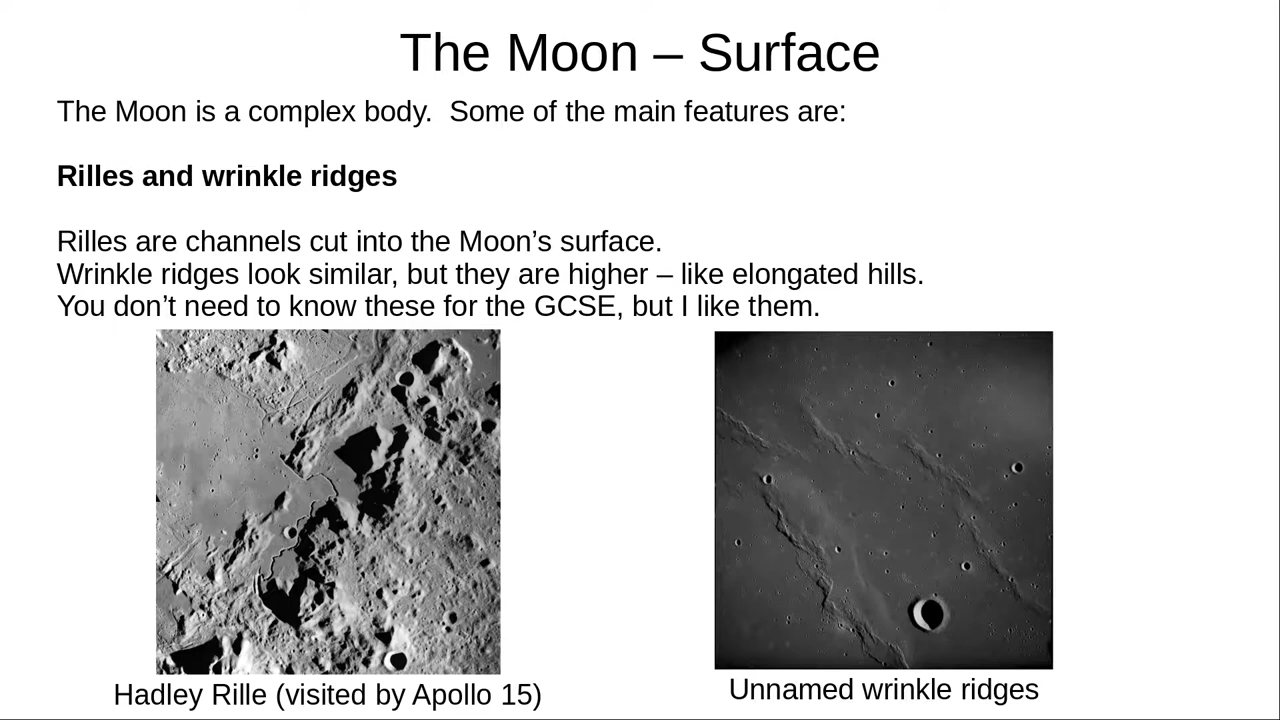 The Moon – Surface
The Moon is a complex body.  Some of the main features are:
Rilles and wrinkle ridges
Rilles are channels cut into the Moon’s surface.
Wrinkle ridges look similar, but they are higher – like elongated hills.
You don’t need to know these for the GCSE, but I like them.
Hadley Rille (visited by Apollo 15)
Unnamed wrinkle ridges